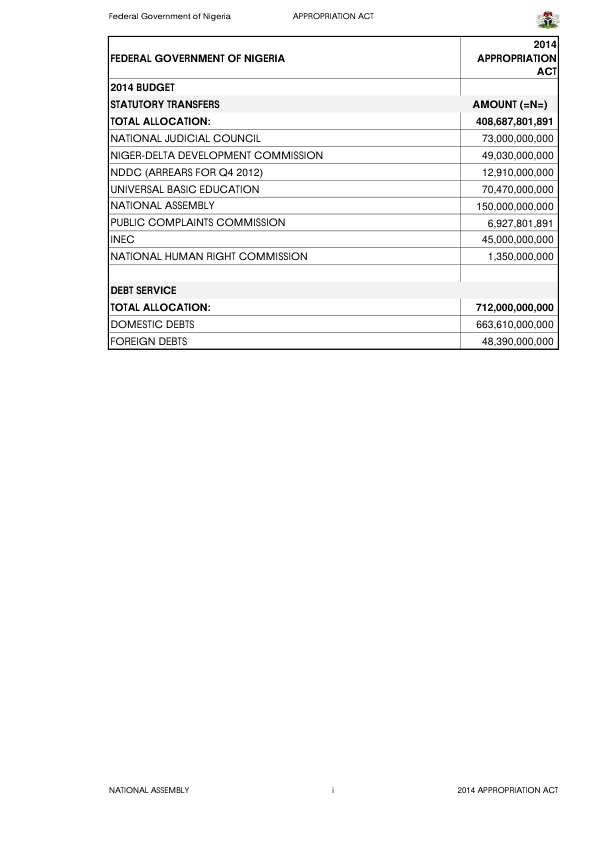 Federal Government of Nigeria APPROPRIATION ACT
FEDERAL GOVERNMENT OF NIGERIA 2014 APPROPRIATION ACT
2014 BUDGET
STATUTORY TRANSFERS AMOUNT (=N=)
TOTAL ALLOCATION: 408,687,801,891
NATIONAL JUDICIAL COUNCIL 73,000,000,000
NIGER-DELTA DEVELOPMENT COMMISSION 49,030,000,000
NDDC (ARREARS FOR Q4 2012) 12,910,000,000
UNIVERSAL BASIC EDUCATION 70,470,000,000
NATIONAL ASSEMBLY 150,000,000,000
PUBLIC COMPLAINTS COMMISSION 6,927,801,891
INEC 45,000,000,000
NATIONAL HUMAN RIGHT COMMISSION 1,350,000,000
DEBT SERVICE
TOTAL ALLOCATION: 712,000,000,000
DOMESTIC DEBTS 663,610,000,000
FOREIGN DEBTS 48,390,000,000
NATIONAL ASSEMBLY i 2014 APPROPRIATION ACT